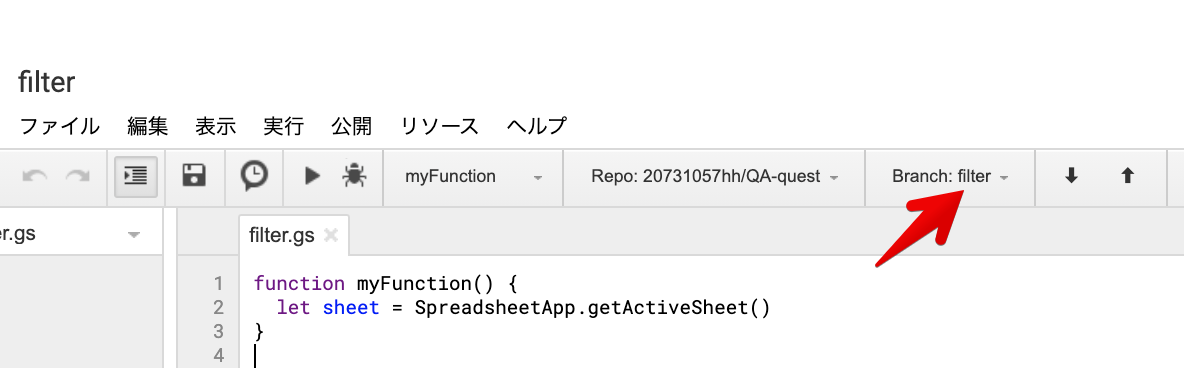 filter
ファイル 編集 表示 実行 公開 リソース ヘルプ
myFunction Repo: 20731057hh/QA-quest Branch: filter
er.gs filter.gs
1 function myFunction() {
2 let sheet = SpreadsheetApp.getActiveSheet()
3 }
4